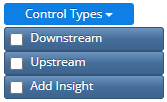 Control Types
Downstream
Upstream
Add Insight